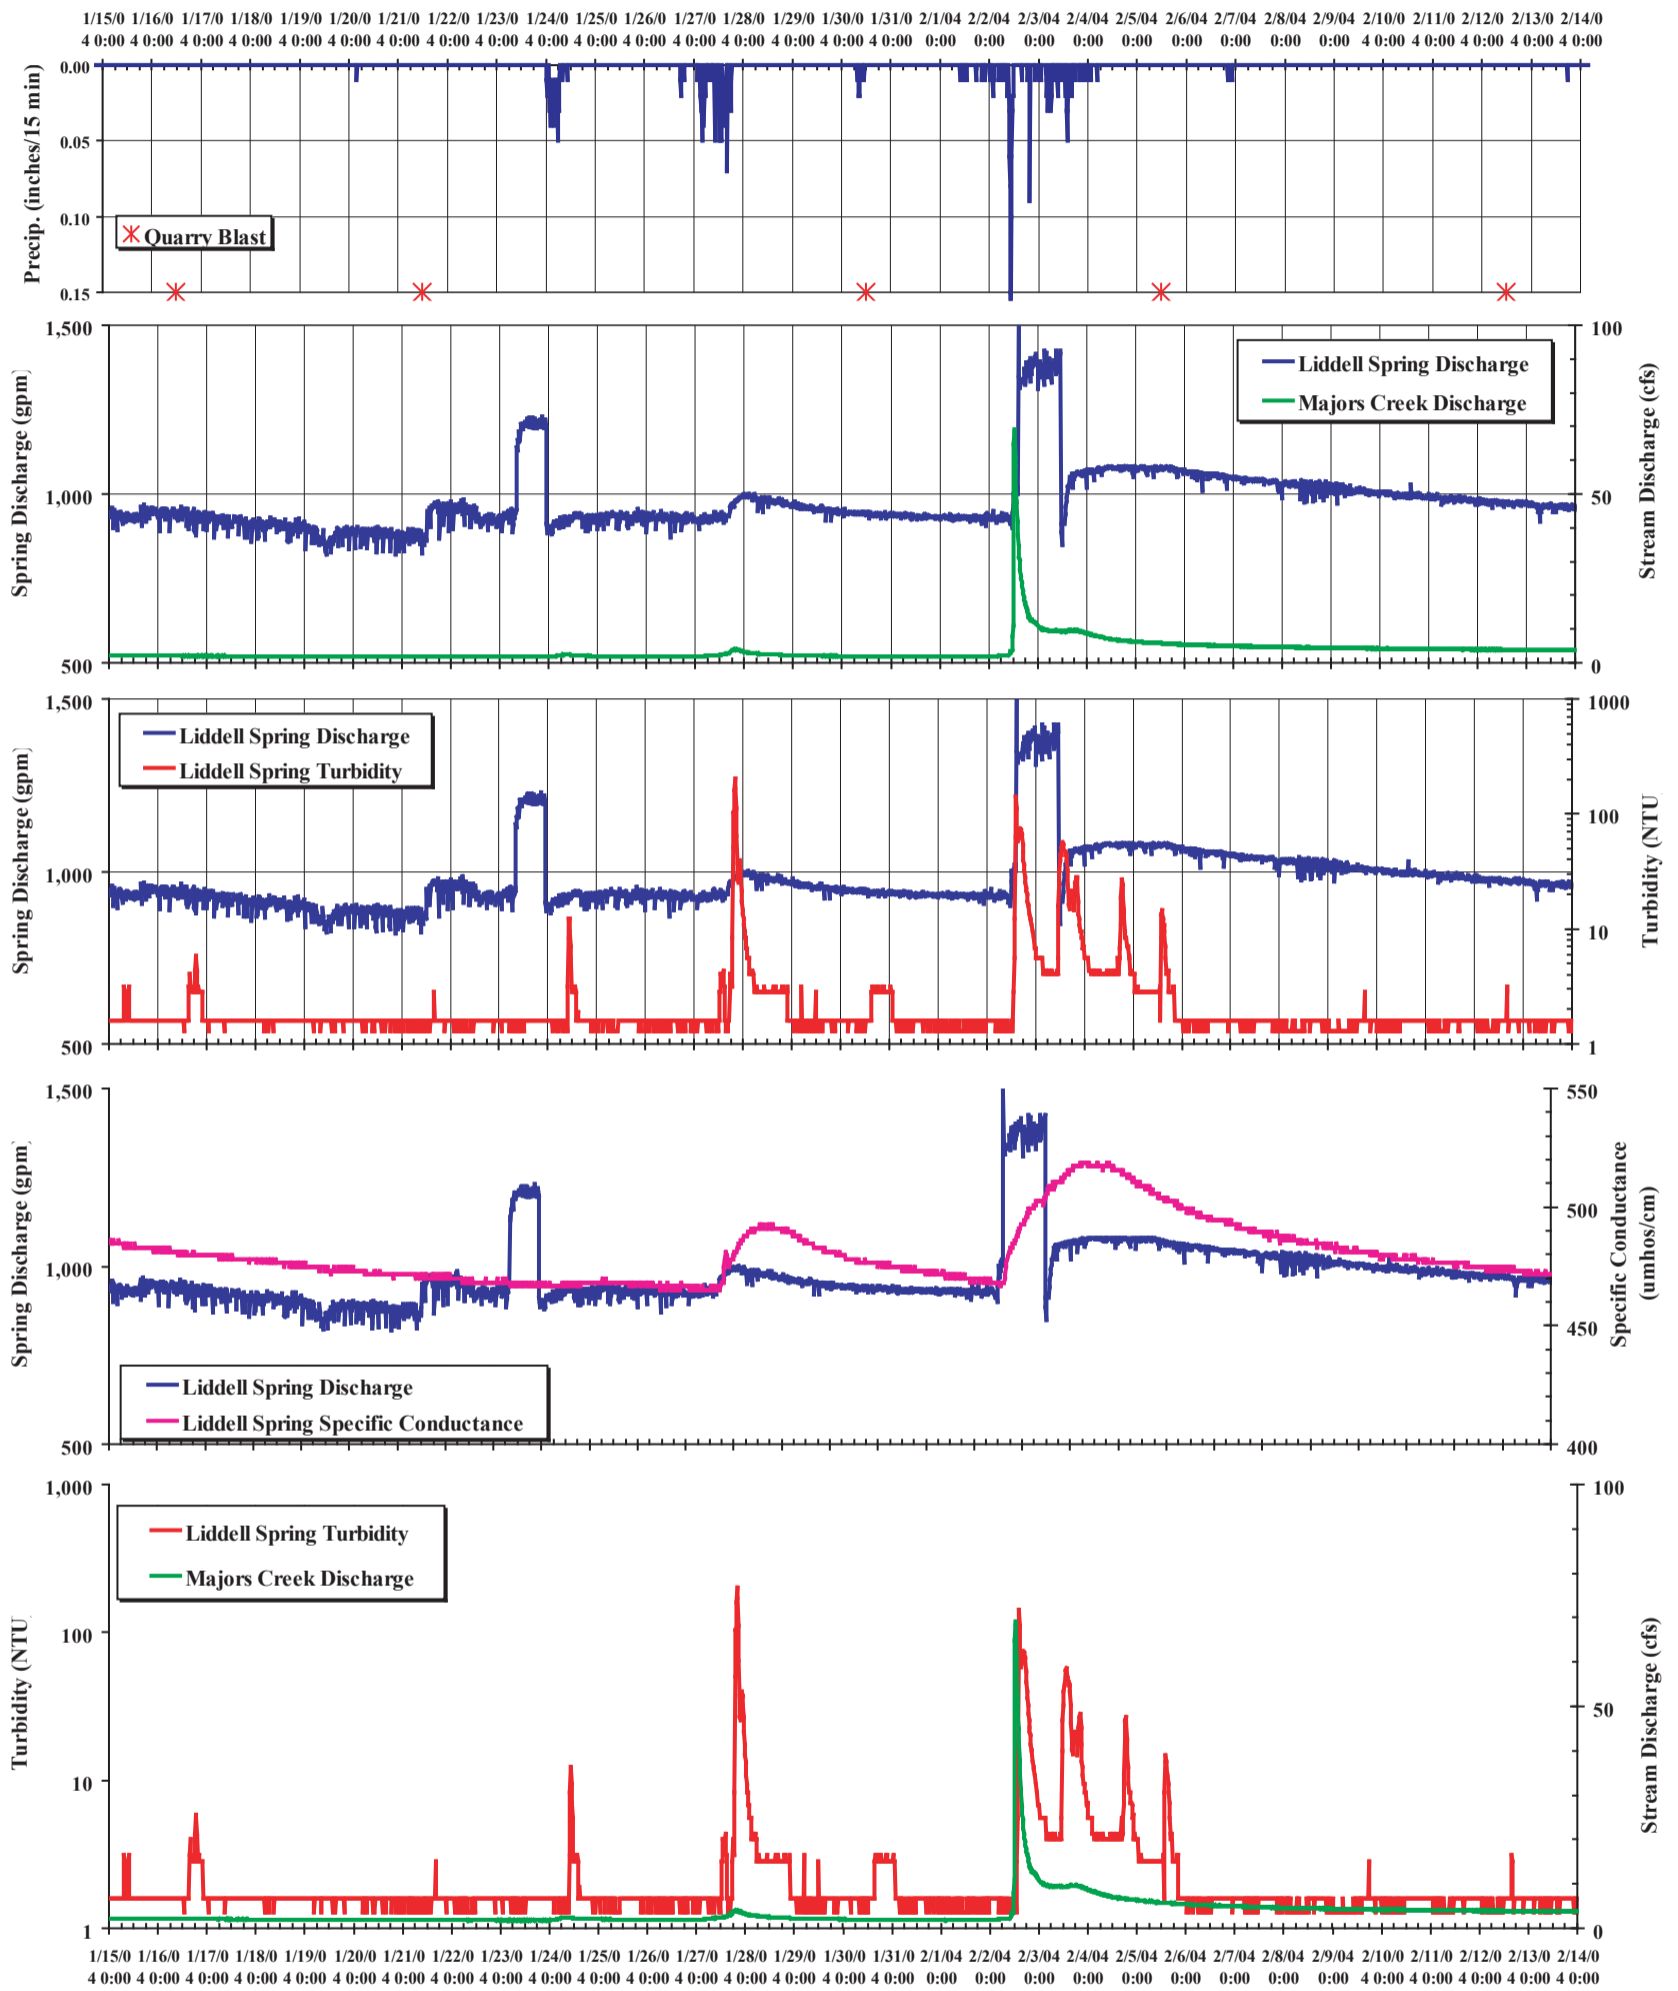 1/15/0 1/16/0 1/17/0 1/18/0 1/19/0 1/20/0 1/21/0 1/22/0 1/23/0 1/24/0 1/25/0 1/26/0 1/27/0 1/28/0 1/29/0 1/30/0 1/31/0 2/1/04 2/2/04 2/3/04 2/4/04 2/5/04 2/6/04 2/7/04 2/8/04 2/9/04 2/10/0 2/11/0 2/12/0 2/13/0 2/14/0
4 0:00 4 0:00 4 0:00 4 0:00 4 0:00 4 0:00 4 0:00 4 0:00 4 0:00 4 0:00 4 0:00 4 0:00 4 0:00 4 0:00 4 0:00 4 0:00 4 0:00 0:00 0:00 0:00 0:00 0:00 0:00 0:00 0:00 0:00 4 0:00 4 0:00 4 0:00 4 0:00 4 0:00
Precip. (inches/15 min)
0.00
0.05
0.10
0.15
Quarry Blast
Spring Discharge (gpm)
1,500
1,000
500
Liddell Spring Discharge
Majors Creek Discharge
100
50
0
Stream Discharge (cfs)
Spring Discharge (gpm)
1,500
1,000
500
Liddell Spring Discharge
Liddell Spring Turbidity
1000
100
10
1
Turbidity (NTU
Spring Discharge (gpm)
1,500
1,000
500
Liddell Spring Discharge
Liddell Spring Specific Conductance
550
500
450
400
Specific Conductance
(umhos/cm)
Turbidity (NTU
1,000
100
10
1
Liddell Spring Turbidity
Majors Creek Discharge
100
50
0
Stream Discharge (cfs)
1/15/0 1/16/0 1/17/0 1/18/0 1/19/0 1/20/0 1/21/0 1/22/0 1/23/0 1/24/0 1/25/0 1/26/0 1/27/0 1/28/0 1/29/0 1/30/0 1/31/0 2/1/04 2/2/04 2/3/04 2/4/04 2/5/04 2/6/04 2/7/04 2/8/04 2/9/04 2/10/0 2/11/0 2/12/0 2/13/0 2/14/0
4 0:00 4 0:00 4 0:00 4 0:00 4 0:00 4 0:00 4 0:00 4 0:00 4 0:00 4 0:00 4 0:00 4 0:00 4 0:00 4 0:00 4 0:00 4 0:00 4 0:00 0:00 0:00 0:00 0:00 0:00 0:00 0:00 0:00 0:00 4 0:00 4 0:00 4 0:00 4 0:00 4 0:00